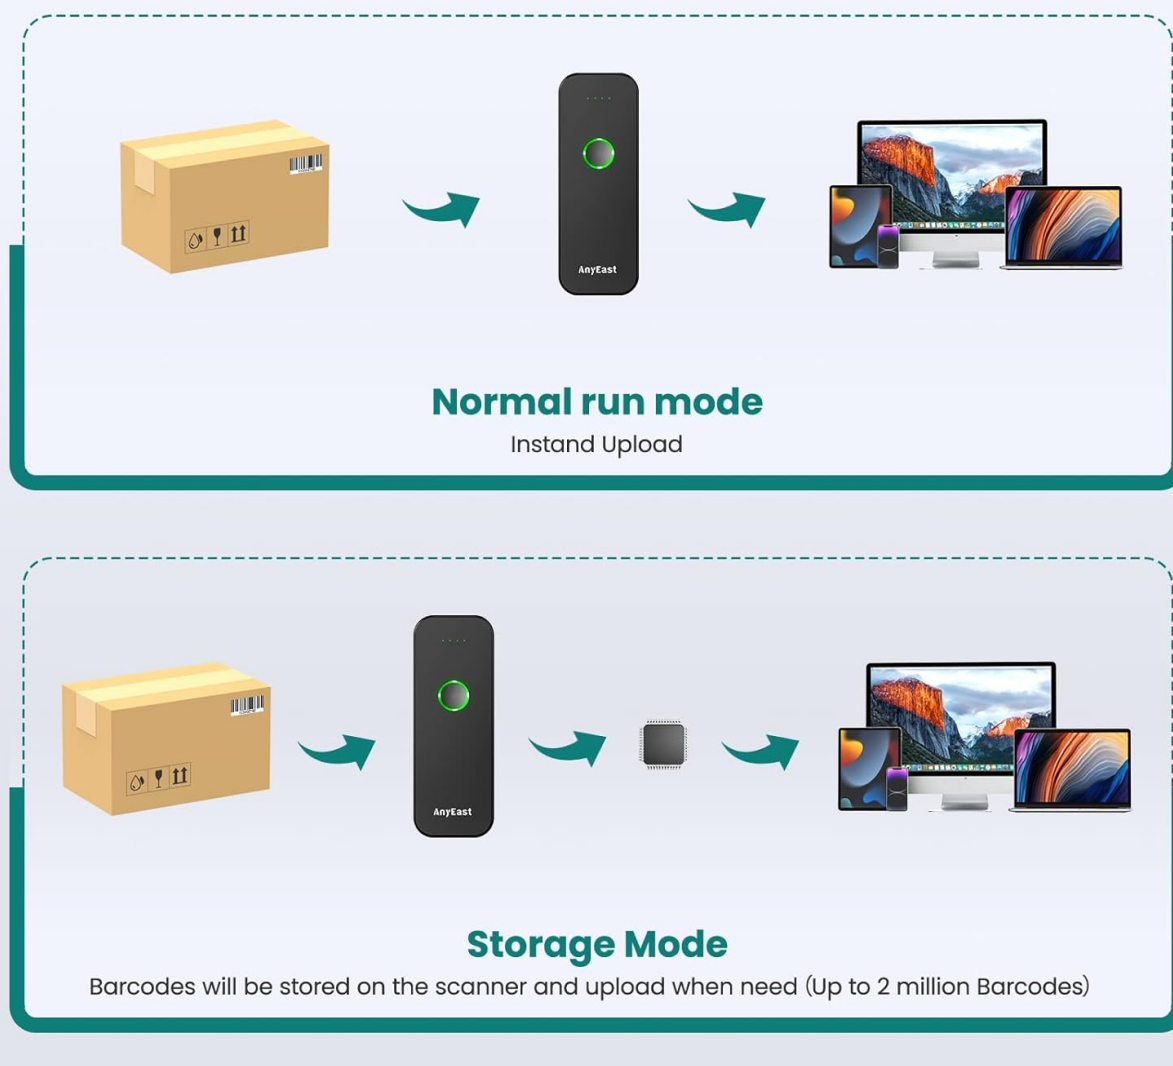 AnyEast
Normal run mode
Instand Upload
AnyEast
Storage Mode
Barcodes will be stored on the scanner and upload when need (Up to 2 million Barcodes)